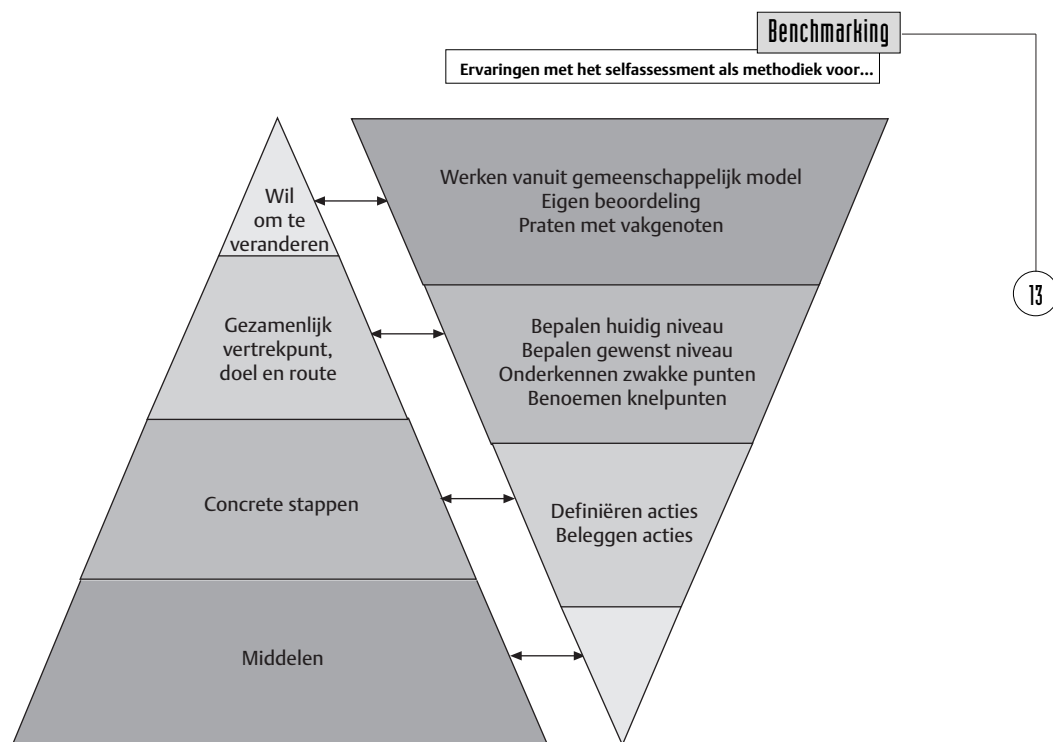 Benchmarking
Ervaringen met het selfassessment als methodiek voor...
13
Wil
om te
veranderen
Werken vanuit gemeenschappelijk model
Eigen beoordeling
Praten met vakgenoten
Gezamenlijk
vertrekpunt,
doel en route
Bepalen huidig niveau
Bepalen gewenst niveau
Onderkennen zwakke punten
Benoemen knelpunten
Concrete stappen
Definiëren acties
Beleggen acties
Middelen